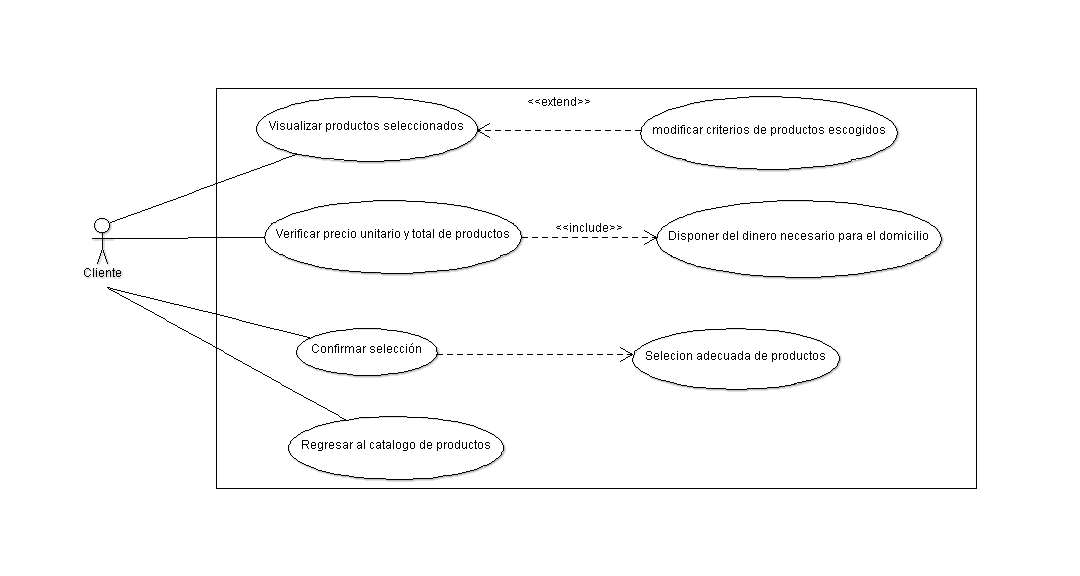 <<extend>>
Visualizar productos seleccionados
modificar criterios de productos escogidos
Verificar precio unitario y total de productos
<<include>>
Disponer del dinero necesario para el domicilio
Cliente
Confirmar selección
Selecion adecuada de productos
Regresar al catalogo de productos